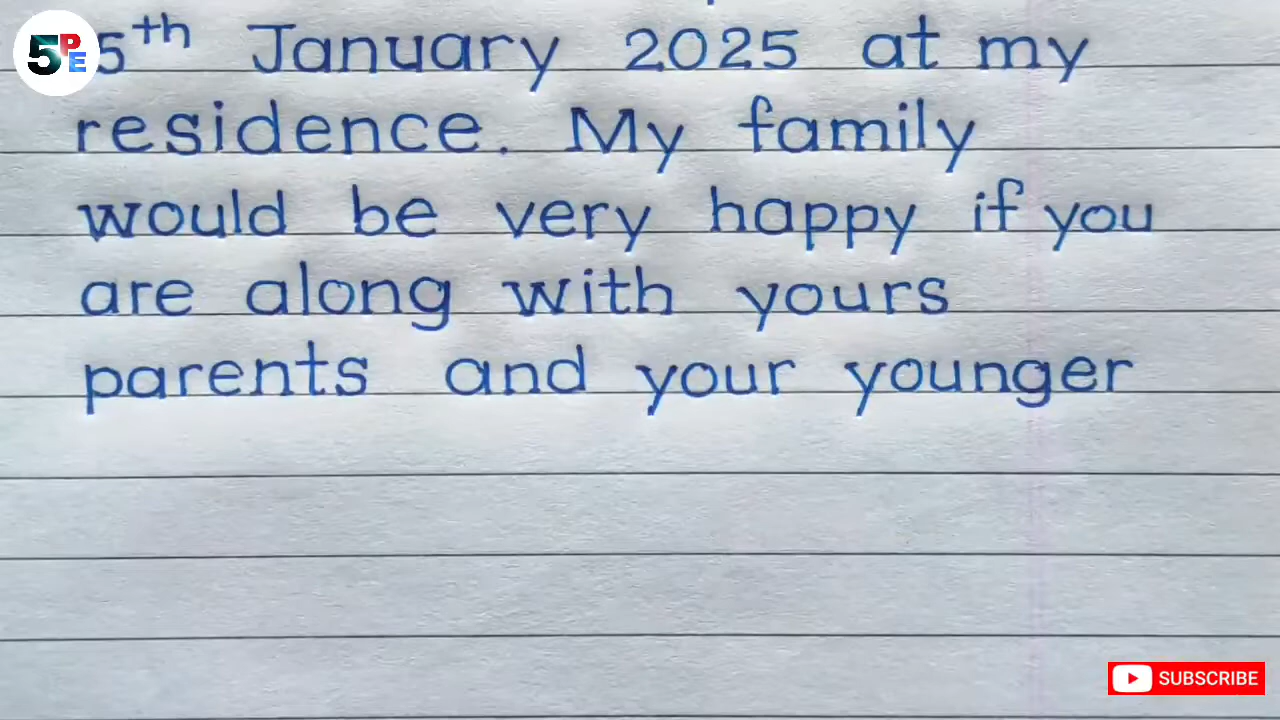 5PE
5th January 2025 at my
residence. My family
would be very happy if you
are along with yours
parents and your younger
SUBSCRIBE